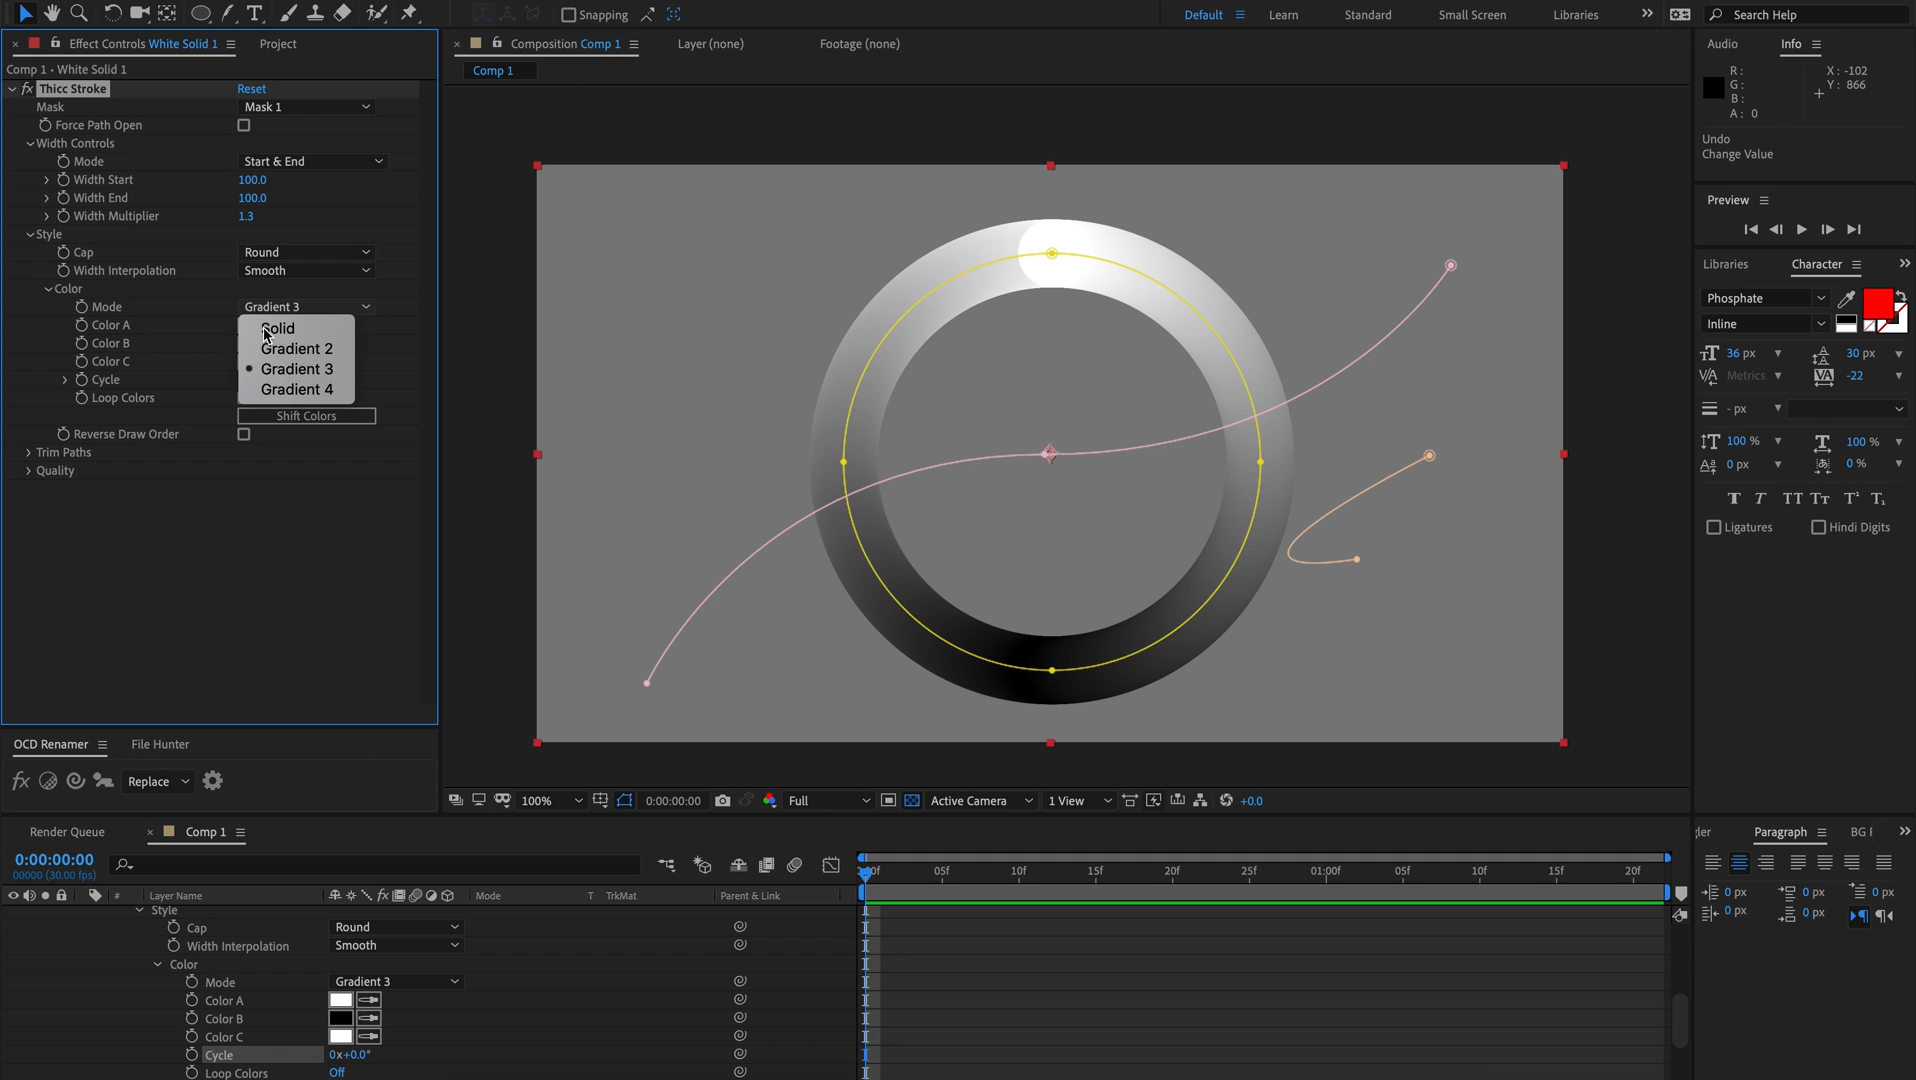 Snapping
Default
Learn
Standard
Small Screen
Libraries
Search Help
Effect Controls White Solid 1
Project
Composition Comp 1
Layer (none)
Footage (none)
Audio
Info
Comp 1 • White Solid 1
Comp 1
R:
G:
B:
A: 0
X: -102
Y: 866
fx Thicc Stroke
Reset
Mask
Mask 1
Force Path Open
Width Controls
Mode
Start & End
Width Start
100.0
Width End
100.0
Width Multiplier
1.3
Style
Cap
Round
Width Interpolation
Smooth
Color
Mode
Gradient 3
Color A
Color B
Color C
Cycle
Loop Colors
Solid
Gradient 2
Gradient 3
Gradient 4
Shift Colors
Reverse Draw Order
Trim Paths
Quality
Undo
Change Value
Preview
Libraries
Character
Phosphate
Inline
36 px
30 px
Metrics
-22
- px
100 %
100 %
0 px
0 %
Ligatures
Hindi Digits
OCD Renamer
File Hunter
fx
Replace
100%
0:00:00:00
Full
Active Camera
1 View
+0.0
Render Queue
Comp 1
0:00:00:00
00000 (30.00 fps)
05f
10f
15f
20f
25f
01:00f
05f
10f
15f
20f
#
Layer Name
Mode
T
TrkMat
Parent & Link
Style
Cap
Round
Width Interpolation
Smooth
Color
Mode
Gradient 3
Color A
Color B
Color C
Cycle
0x+0.0°
Loop Colors
Off
Paragraph
0 px
0 px
0 px
0 px
0 px